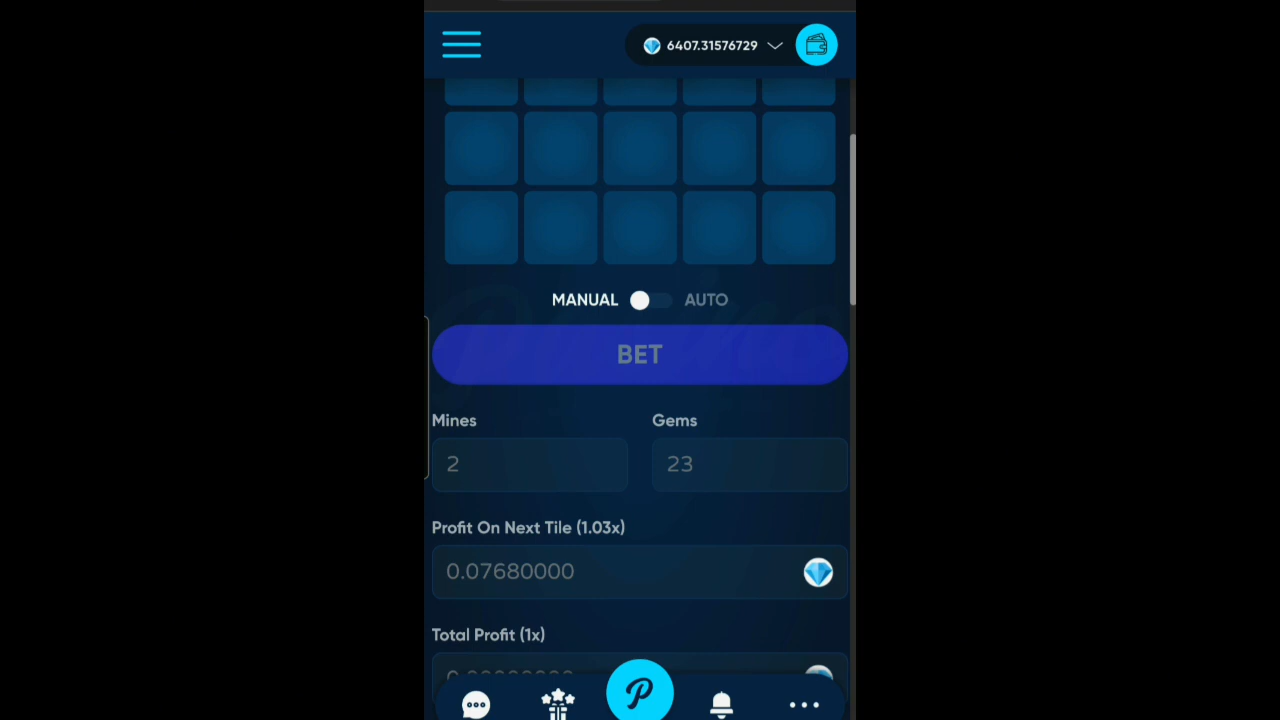 6407.31576729
MANUAL AUTO
BET
Mines Gems
2 23
Profit On Next Tile (1.03x)
0.07680000
Total Profit (1x)
P